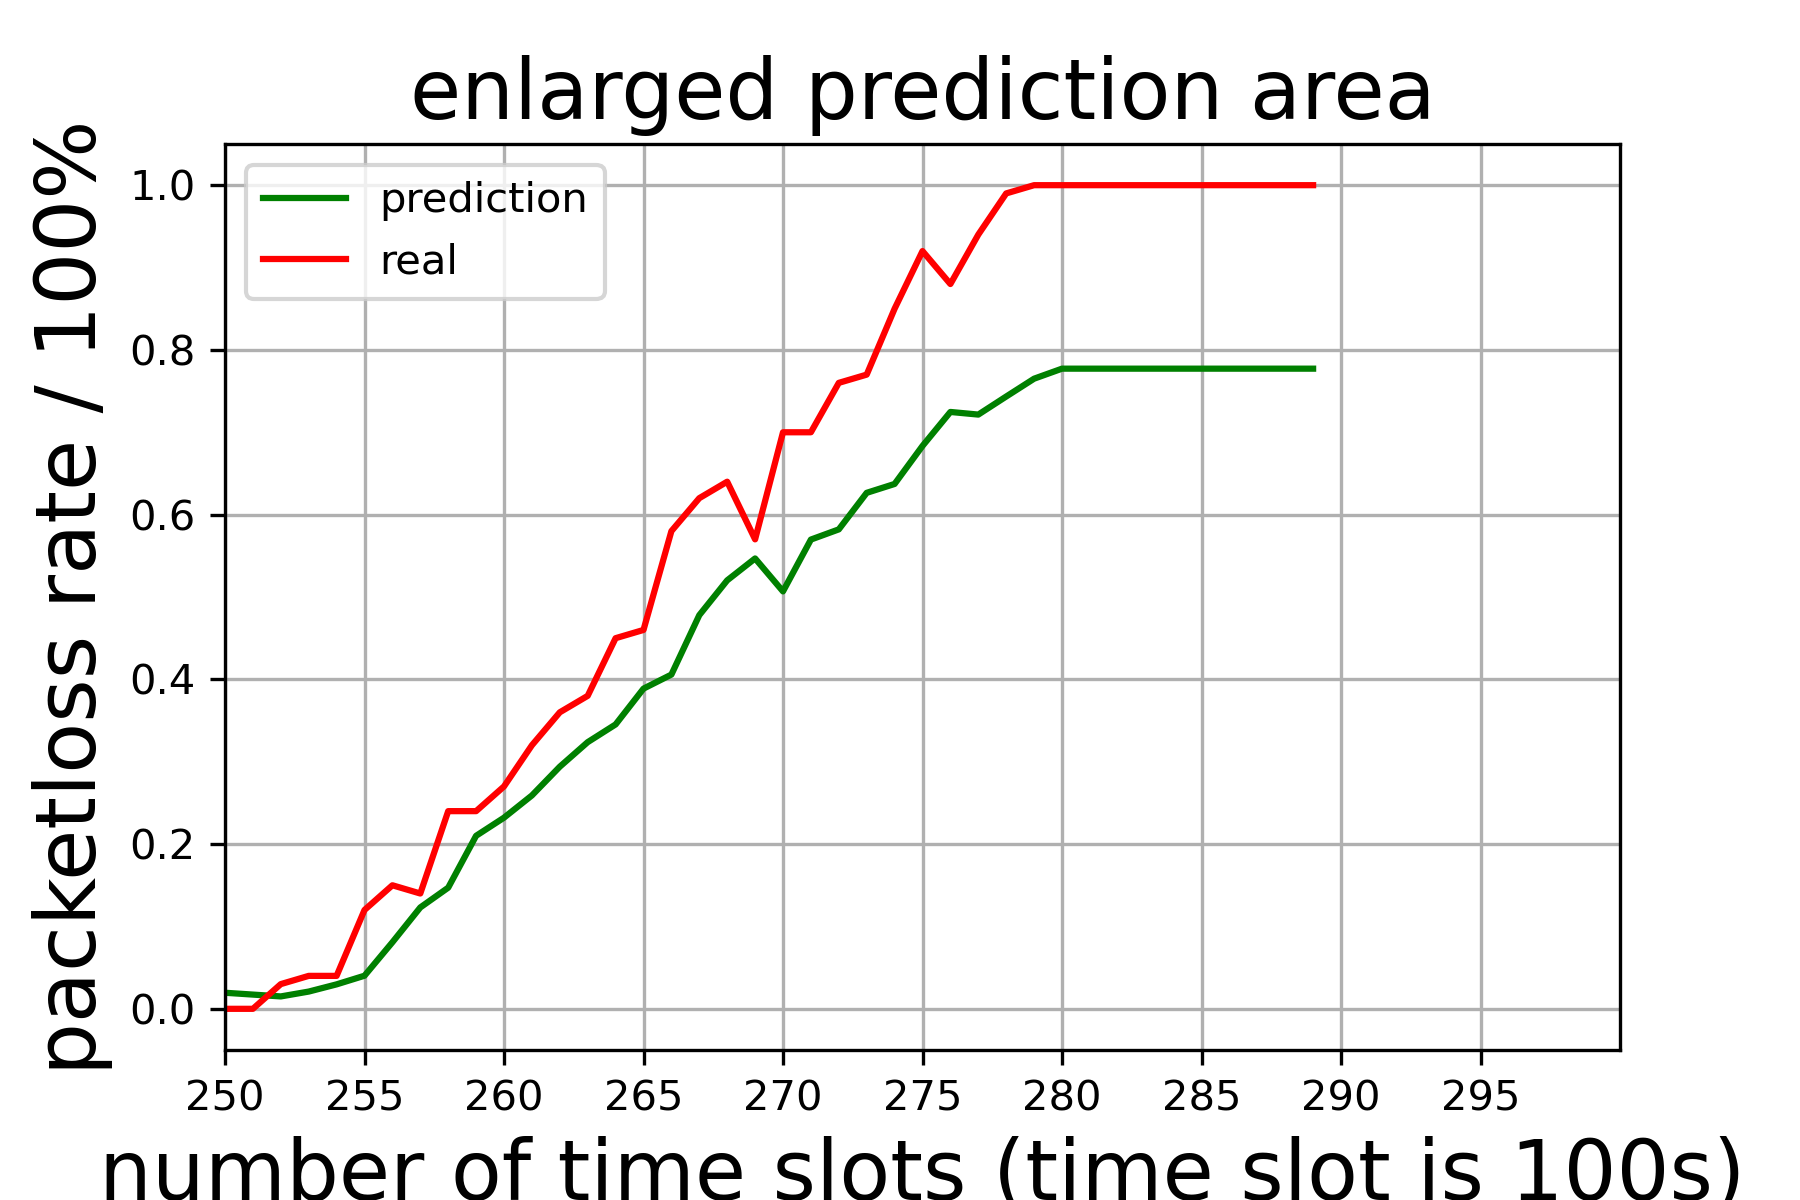 enlarged prediction area
packetloss rate / 100%
prediction
real
1.0
0.8
0.6
0.4
0.2
0.0
250 255 260 265 270 275 280 285 290 295
number of time slots (time slot is 100s)